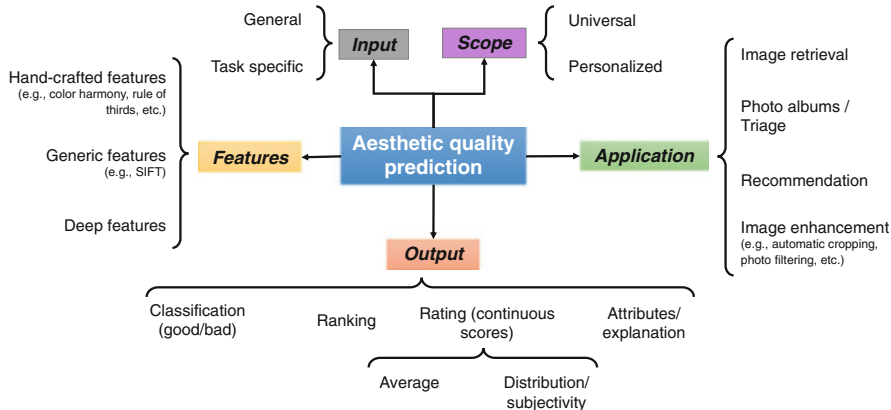 General
Task specific
Input
Scope
Universal
Personalized
Hand-crafted features
(e.g., color harmony, rule of
thirds, etc.)
Generic features
(e.g., SIFT)
Deep features
Features
Aesthetic quality
prediction
Application
Image retrieval
Photo albums /
Triage
Recommendation
Image enhancement
(e.g., automatic cropping,
photo filtering, etc.)
Output
Classification
(good/bad)
Ranking
Rating (continuous
scores)
Attributes/
explanation
Average
Distribution/
subjectivity